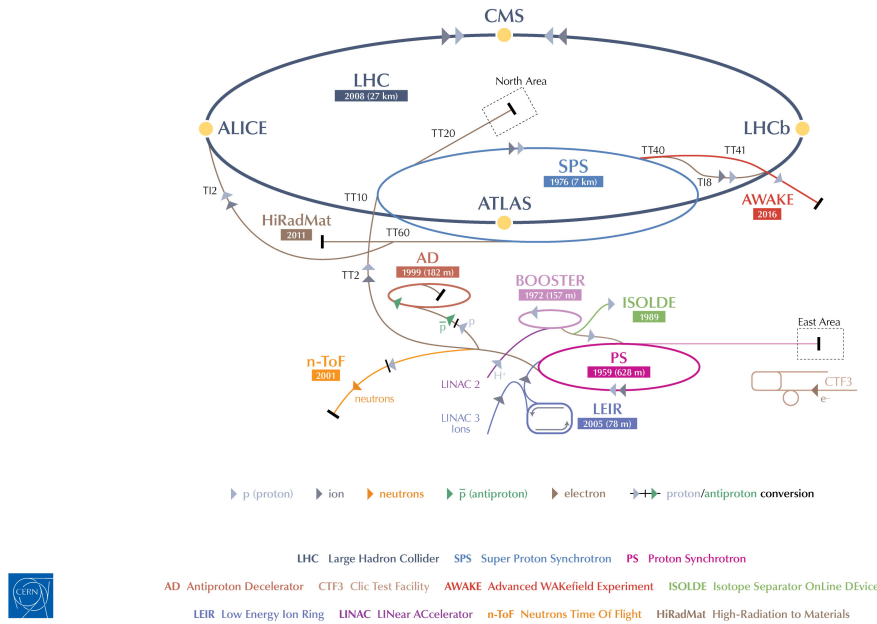 CMS
LHC
2008 (27 km)
North Area
ALICE
TT20
LHCb
TT40
TT41
SPS
1976 (7 km)
TI8
TI2
TT10
ATLAS
AWAKE
2016
HiRadMat
2011
TT60
AD
1999 (182 m)
TT2
BOOSTER
1972 (157 m)
ISOLDE
1989
p̅
p
East Area
n-ToF
2001
PS
1959 (628 m)
H⁺
LINAC 2
neutrons
CTF3
e–
LEIR
2005 (78 m)
LINAC 3
Ions
p (proton) ion neutrons p̅ (antiproton) electron proton/antiproton conversion
LHC Large Hadron Collider SPS Super Proton Synchrotron PS Proton Synchrotron
AD Antiproton Decelerator CTF3 Clic Test Facility AWAKE Advanced WAKefield Experiment ISOLDE Isotope Separator OnLine DEvice
LEIR Low Energy Ion Ring LINAC LINear ACcelerator n-ToF Neutrons Time Of Flight HiRadMat High-Radiation to Materials
CERN